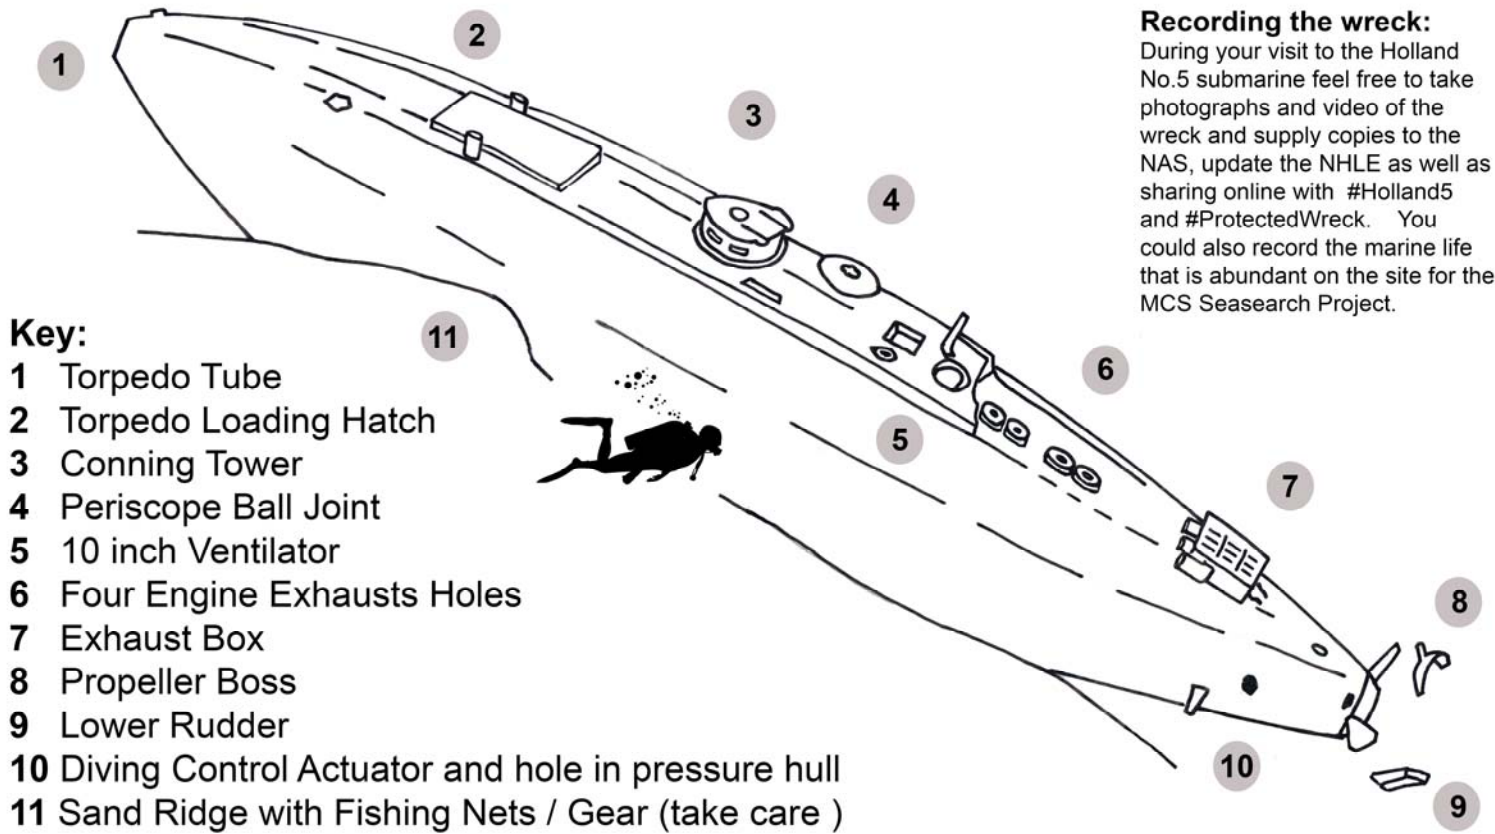 1
2
3
4
5
6
7
8
9
10
11
Recording the wreck:
During your visit to the Holland
No.5 submarine feel free to take
photographs and video of the
wreck and supply copies to the
NAS, update the NHLE as well as
sharing online with #Holland5
and #ProtectedWreck. You
could also record the marine life
that is abundant on the site for the
MCS Seasearch Project.
Key:
1 Torpedo Tube
2 Torpedo Loading Hatch
3 Conning Tower
4 Periscope Ball Joint
5 10 inch Ventilator
6 Four Engine Exhausts Holes
7 Exhaust Box
8 Propeller Boss
9 Lower Rudder
10 Diving Control Actuator and hole in pressure hull
11 Sand Ridge with Fishing Nets / Gear (take care )